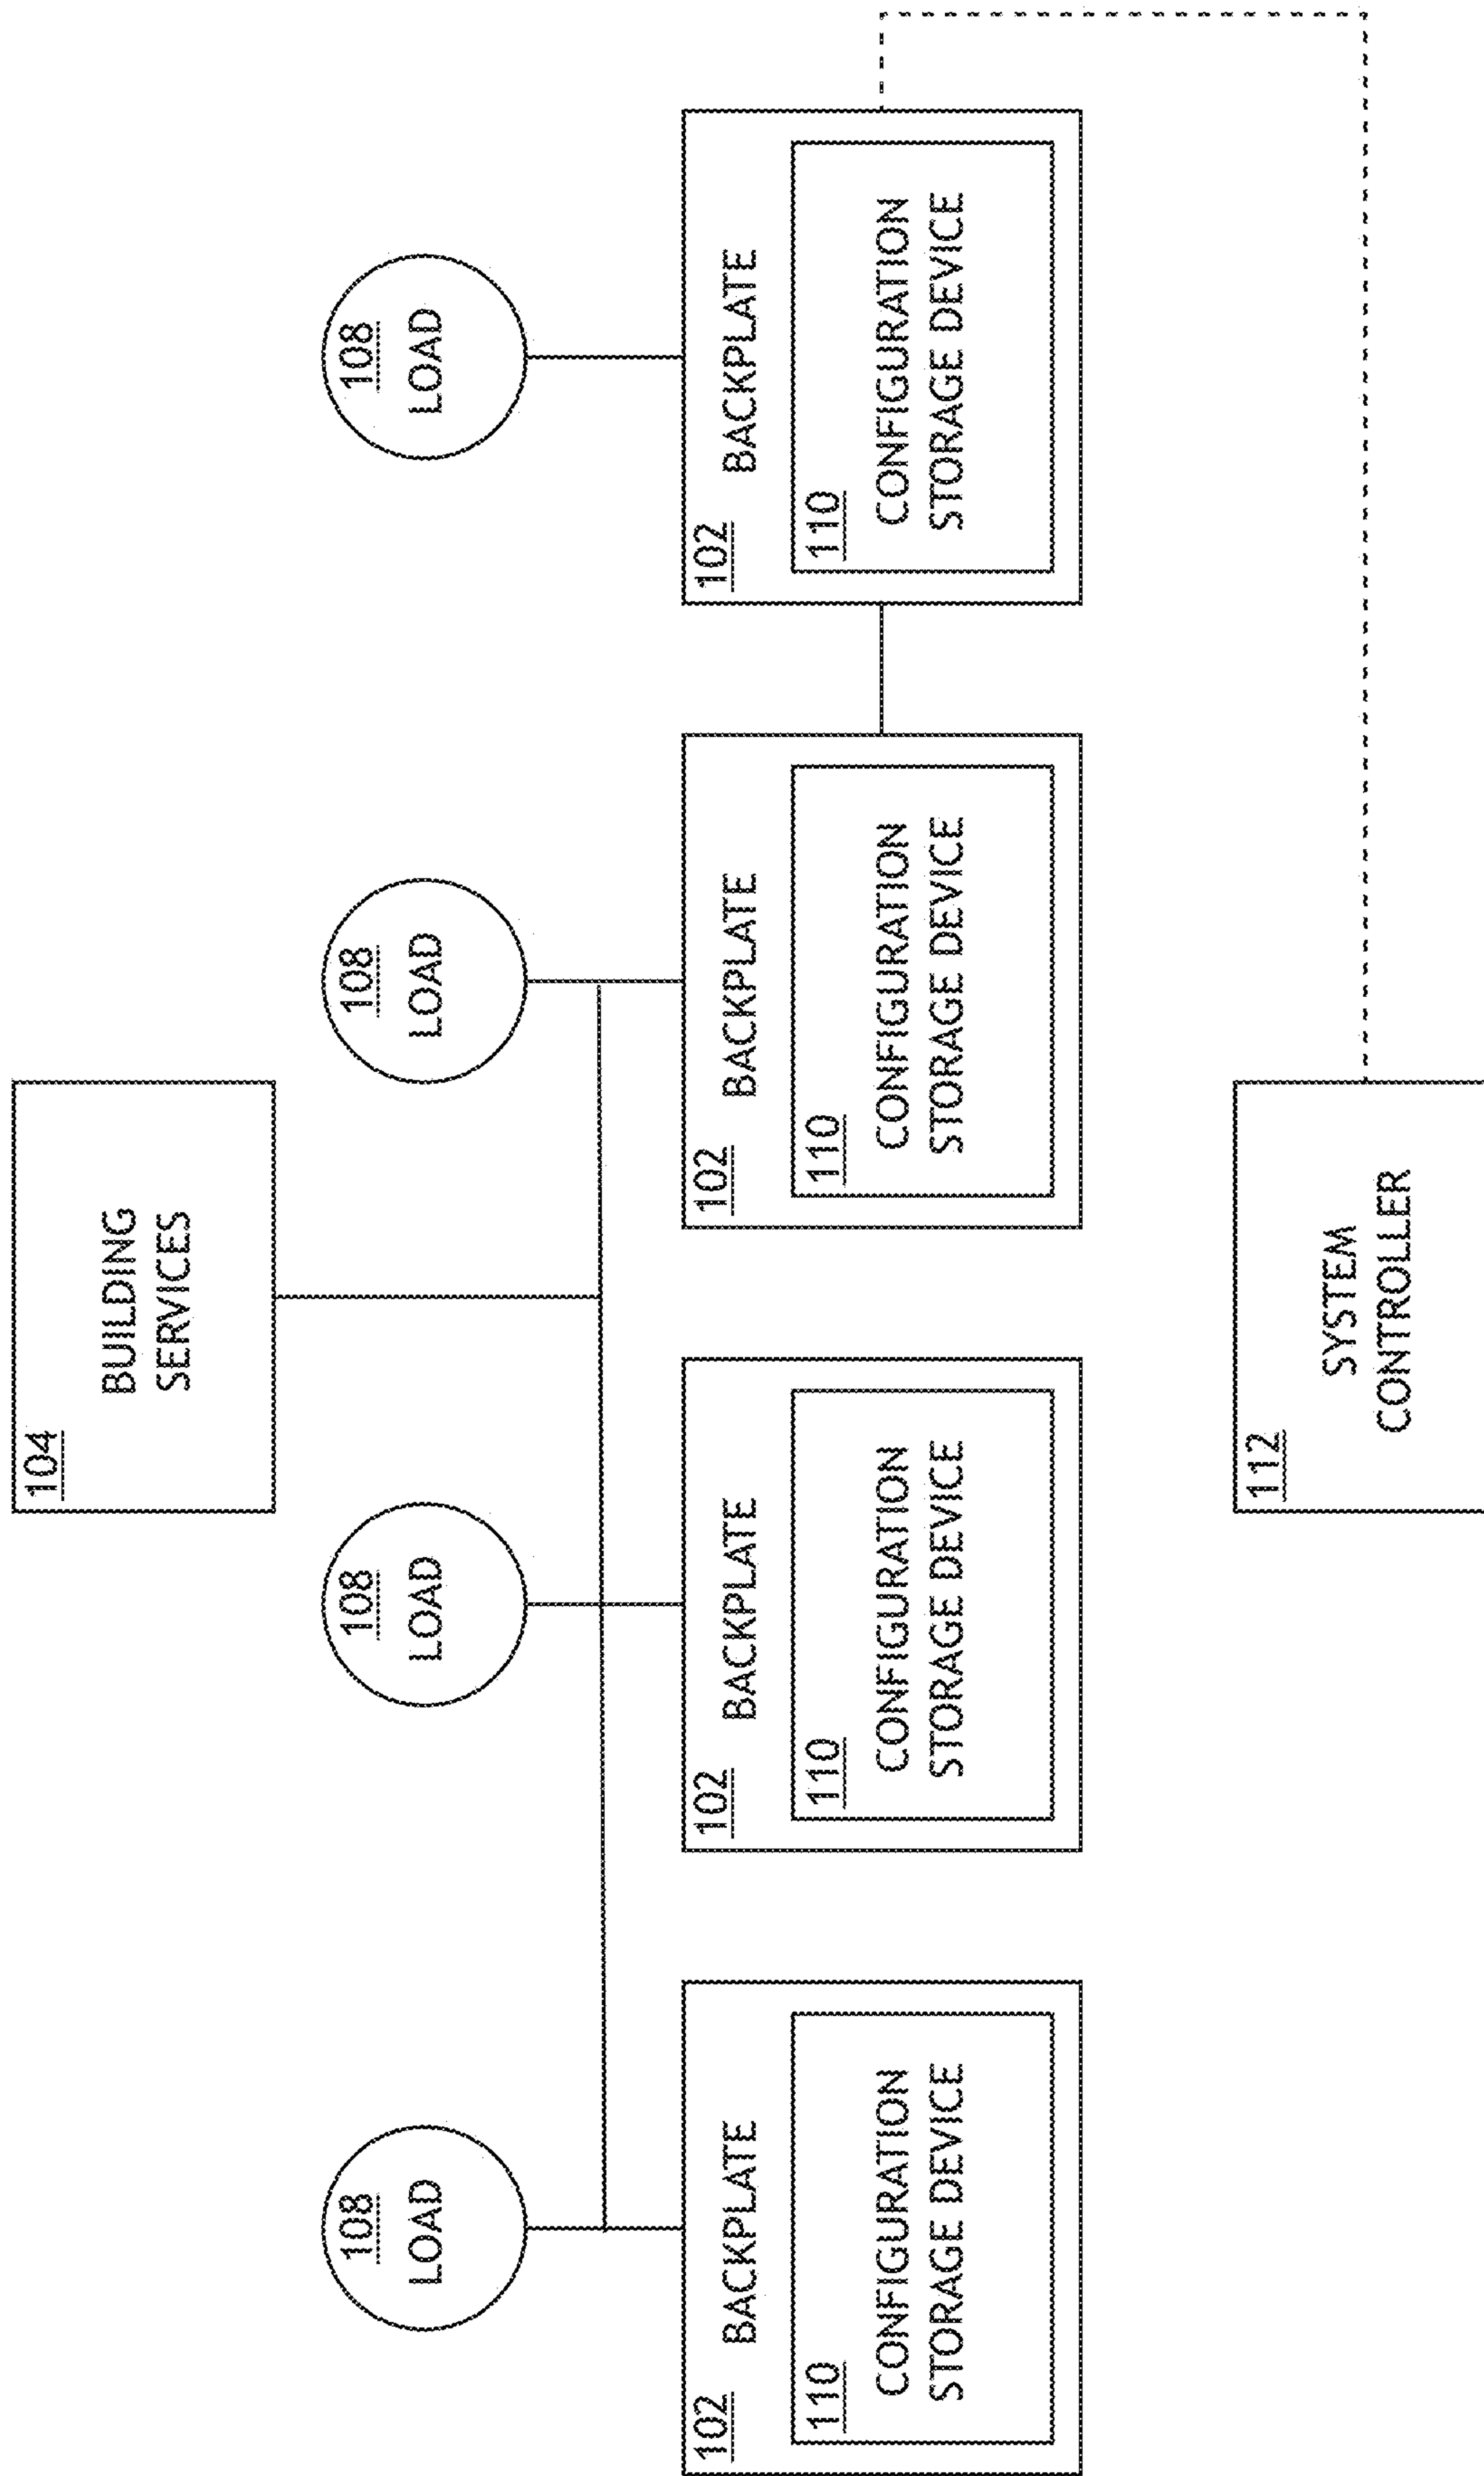 104
BUILDING
SERVICES
108
LOAD
108
LOAD
108
LOAD
108
LOAD
102
BACKPLATE
110
CONFIGURATION
STORAGE DEVICE
102
BACKPLATE
110
CONFIGURATION
STORAGE DEVICE
102
BACKPLATE
110
CONFIGURATION
STORAGE DEVICE
102
BACKPLATE
110
CONFIGURATION
STORAGE DEVICE
112
SYSTEM
CONTROLLER